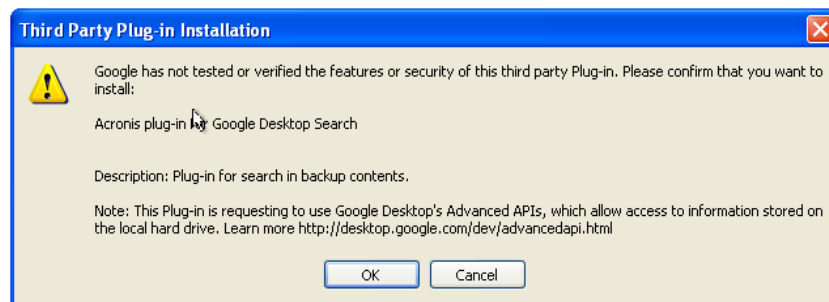 Third Party Plug-in Installation
Google has not tested or verified the features or security of this third party Plug-in. Please confirm that you want to
install:
Acronis plug-in for Google Desktop Search
Description: Plug-in for search in backup contents.
Note: This Plug-in is requesting to use Google Desktop's Advanced APIs, which allow access to information stored on
the local hard drive. Learn more http://desktop.google.com/dev/advancedapi.html
OK Cancel